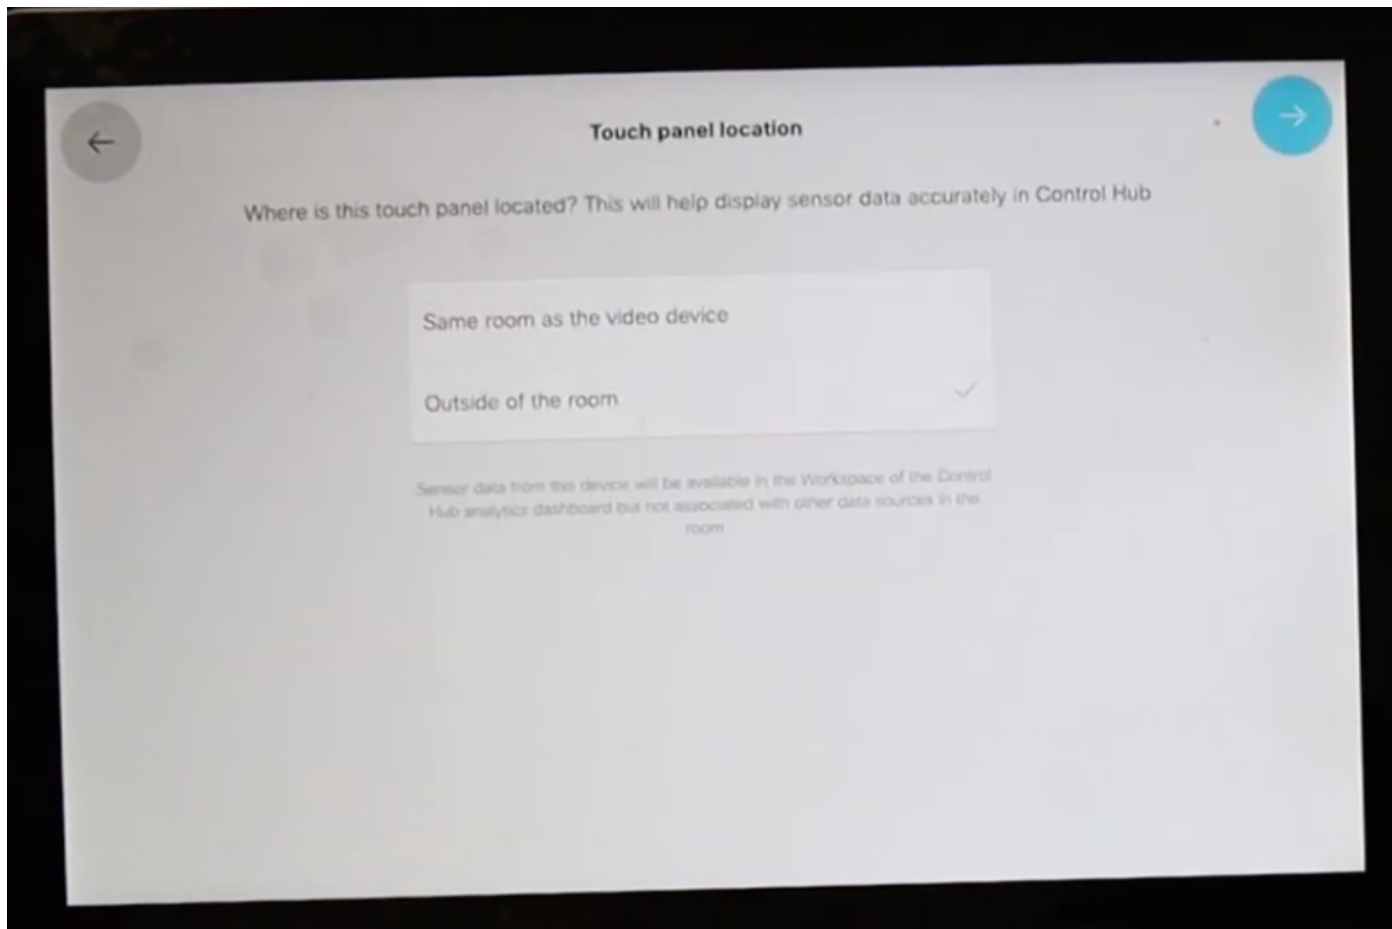 Touch panel location
Where is this touch panel located? This will help display sensor data accurately in Control Hub
Same room as the video device
Outside of the room
Sensor data from this device will be available in the Workspace of the Control
Hub analytics dashboard but not associated with other data sources in the
room